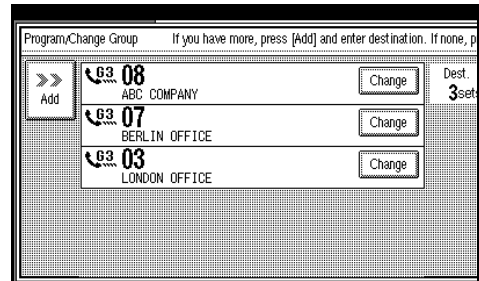 Program/Change Group If you have more, press [Add] and enter destination. If none, p
Add
G3 08 Change
ABC COMPANY
G3 07 Change
BERLIN OFFICE
G3 03 Change
LONDON OFFICE
Dest.
3sets